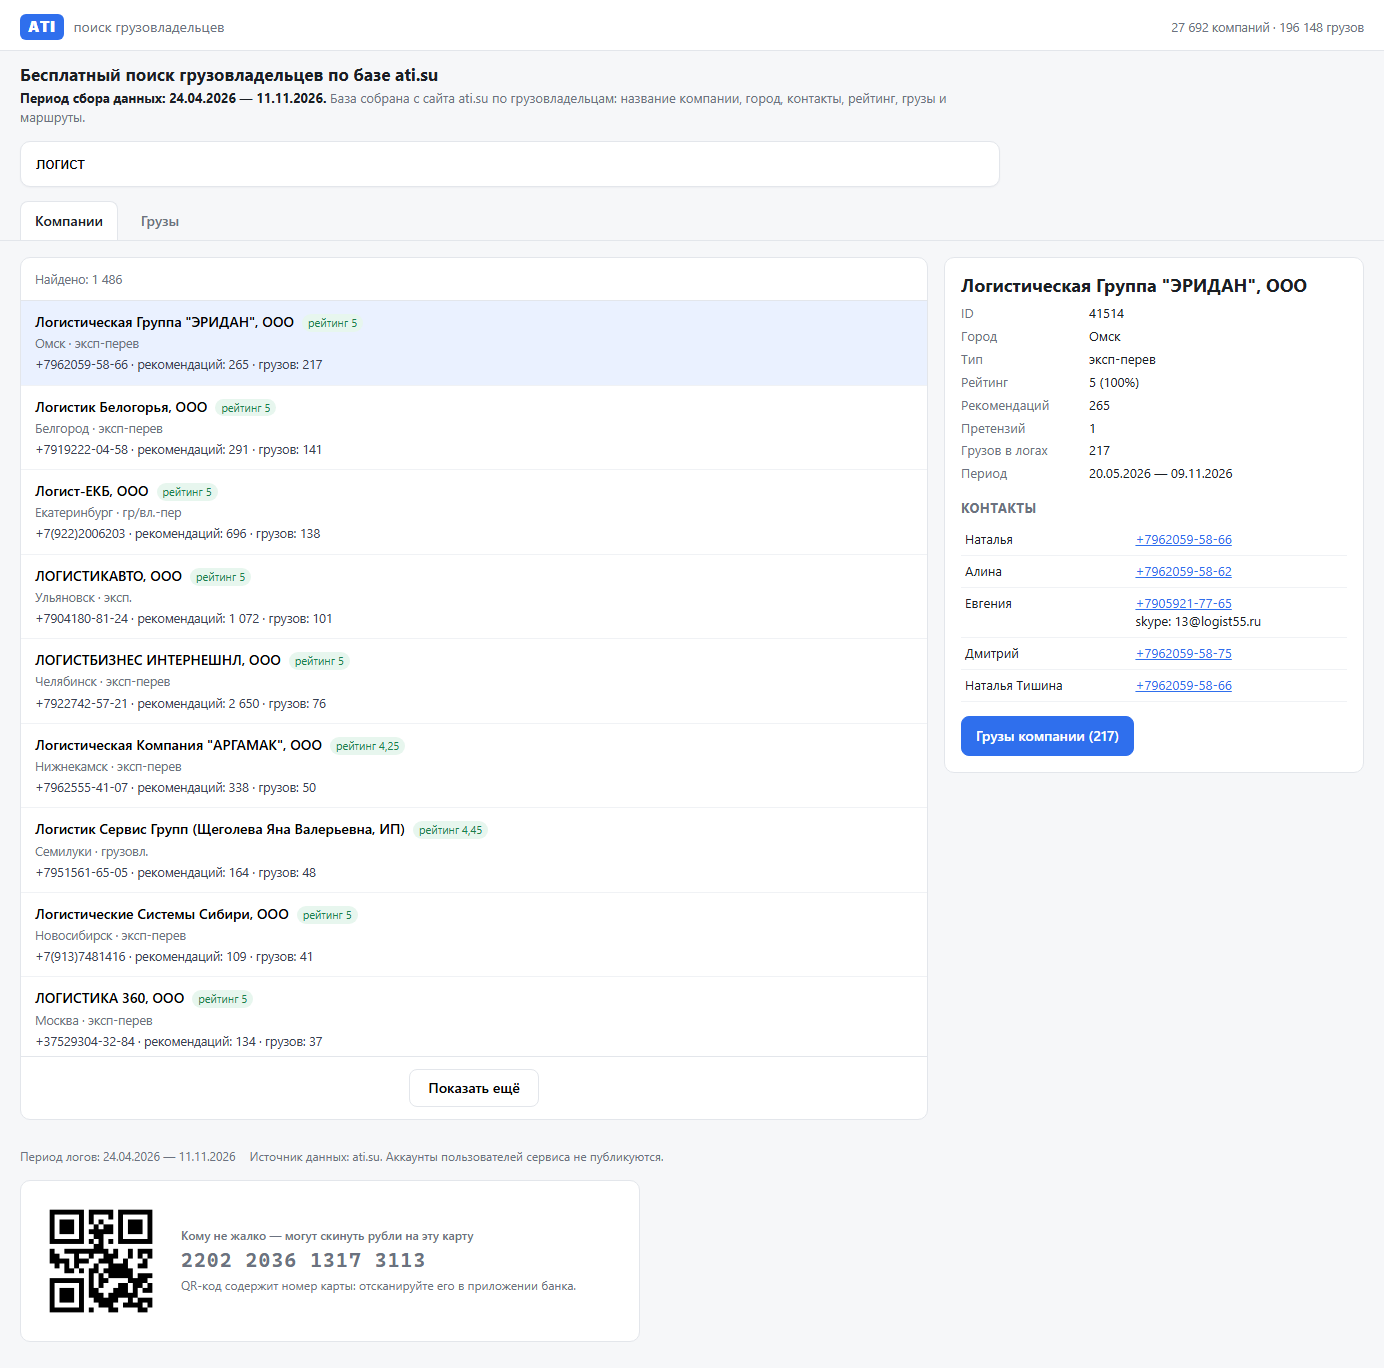 ATI поиск грузовладельцев
27 692 компаний · 196 148 грузов
Бесплатный поиск грузовладельцев по базе ati.su
Период сбора данных: 24.04.2026 — 11.11.2026. База собрана с сайта ati.su по грузовладельцам: название компании, город, контакты, рейтинг, грузы и
маршруты.
логист
Компании Грузы
Найдено: 1 486
Логистическая Группа "ЭРИДАН", ООО рейтинг 5
Омск · эксп-перев
+7962059-58-66 · рекомендаций: 265 · грузов: 217
Логистик Белогорья, ООО рейтинг 5
Белгород · эксп-перев
+7919222-04-58 · рекомендаций: 291 · грузов: 141
Логист-ЕКБ, ООО рейтинг 5
Екатеринбург · гр/вл.-пер
+7(922)2006203 · рекомендаций: 696 · грузов: 138
ЛОГИСТИКАВТО, ООО рейтинг 5
Ульяновск · эксп.
+7904180-81-24 · рекомендаций: 1 072 · грузов: 101
ЛОГИСТБИЗНЕС ИНТЕРНЕШНЛ, ООО рейтинг 5
Челябинск · эксп-перев
+7922742-57-21 · рекомендаций: 2 650 · грузов: 76
Логистическая Компания "АРГАМАК", ООО рейтинг 4,25
Нижнекамск · эксп-перев
+7962555-41-07 · рекомендаций: 338 · грузов: 50
Логистик Сервис Групп (Щеголева Яна Валерьевна, ИП) рейтинг 4,45
Семилуки · грузовл.
+7951561-65-05 · рекомендаций: 164 · грузов: 48
Логистические Системы Сибири, ООО рейтинг 5
Новосибирск · эксп-перев
+7(913)7481416 · рекомендаций: 109 · грузов: 41
ЛОГИСТИКА 360, ООО рейтинг 5
Москва · эксп-перев
+37529304-32-84 · рекомендаций: 134 · грузов: 37
Показать ещё
Логистическая Группа "ЭРИДАН", ООО
ID 41514
Город Омск
Тип эксп-перев
Рейтинг 5 (100%)
Рекомендаций 265
Претензий 1
Грузов в логах 217
Период 20.05.2026 — 09.11.2026
КОНТАКТЫ
Наталья +7962059-58-66
Алина +7962059-58-62
Евгения +7905921-77-65
skype: 13@logist55.ru
Дмитрий +7962059-58-75
Наталья Тишина +7962059-58-66
Грузы компании (217)
Период логов: 24.04.2026 — 11.11.2026 Источник данных: ati.su. Аккаунты пользователей сервиса не публикуются.
Кому не жалко — могут скинуть рубли на эту карту
2202 2036 1317 3113
QR-код содержит номер карты: отсканируйте его в приложении банка.